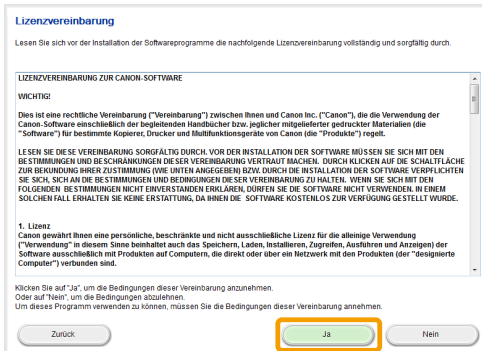 Lizenzvereinbarung
Lesen Sie sich vor der Installation der Softwareprogramme die nachfolgende Lizenzvereinbarung vollständig und sorgfältig durch.
LIZENZVEREINBARUNG ZUR CANON-SOFTWARE
WICHTIG!
Dies ist eine rechtliche Vereinbarung ("Vereinbarung") zwischen Ihnen und Canon Inc. ("Canon"), die die Verwendung der
Canon-Software einschließlich der begleitenden Handbücher bzw. jeglicher mitgelieferter gedruckter Materialien (die
"Software") für bestimmte Kopierer, Drucker und Multifunktionsgeräte von Canon (die "Produkte") regelt.
LESEN SIE DIESE VEREINBARUNG SORGFÄLTIG DURCH. VOR DER INSTALLATION DER SOFTWARE MÜSSEN SIE SICH MIT DEN
BESTIMMUNGEN UND BESCHRÄNKUNGEN DIESER VEREINBARUNG VERTRAUT MACHEN. DURCH KLICKEN AUF DIE SCHALTFLÄCHE
ZUR BEKUNDUNG IHRER ZUSTIMMUNG (WIE UNTEN ANGEGEBEN) BZW. DURCH DIE INSTALLATION DER SOFTWARE VERPFLICHTEN
SIE SICH, SICH AN DIE BESTIMMUNGEN UND BEDINGUNGEN DIESER VEREINBARUNG ZU HALTEN. WENN SIE SICH MIT DEN
FOLGENDEN BESTIMMUNGEN NICHT EINVERSTANDEN ERKLÄREN, DÜRFEN SIE DIE SOFTWARE NICHT VERWENDEN. IN EINEM
SOLCHEN FALL ERHALTEN SIE KEINE ERSTATTUNG, DA IHNEN DIE SOFTWARE KOSTENLOS ZUR VERFÜGUNG GESTELLT WURDE.
1. Lizenz
Canon gewährt Ihnen eine persönliche, beschränkte und nicht ausschließliche Lizenz für die alleinige Verwendung
("Verwendung" in diesem Sinne beinhaltet auch das Speichern, Laden, Installieren, Zugreifen, Ausführen und Anzeigen) der
Software ausschließlich mit Produkten auf Computern, die direkt oder über ein Netzwerk mit den Produkten (der "designierte
Computer") verbunden sind.
Klicken Sie auf "Ja", um die Bedingungen dieser Vereinbarung anzunehmen.
Oder auf "Nein", um die Bedingungen abzulehnen.
Um dieses Programm verwenden zu können, müssen Sie die Bedingungen dieser Vereinbarung annehmen.
Zurück Ja Nein